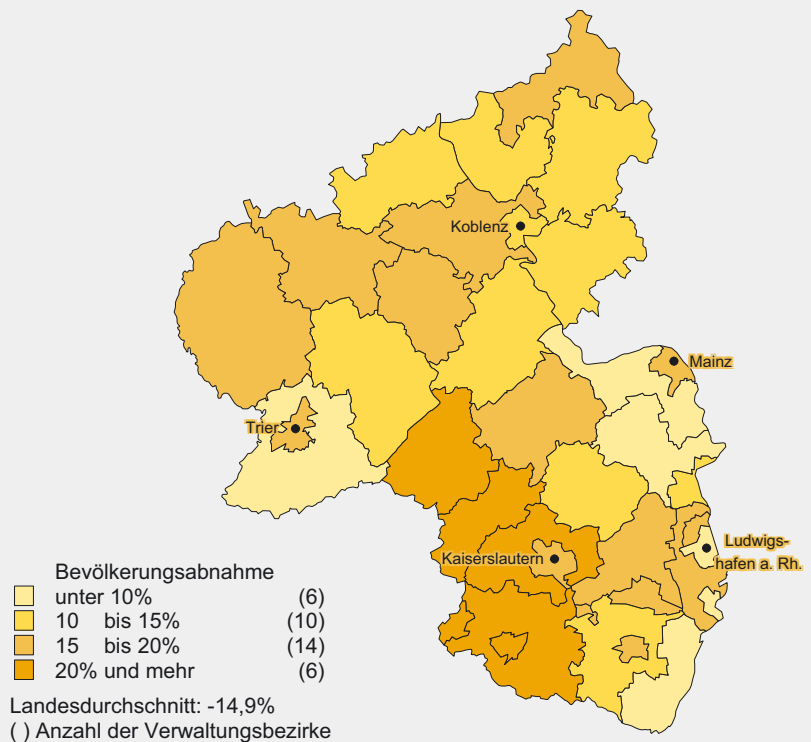 Koblenz
Mainz
Trier
Ludwigs-
hafen a. Rh.
Kaiserslautern
Bevölkerungsabnahme
unter 10% (6)
10 bis 15% (10)
15 bis 20% (14)
20% und mehr (6)
Landesdurchschnitt: -14,9%
( ) Anzahl der Verwaltungsbezirke